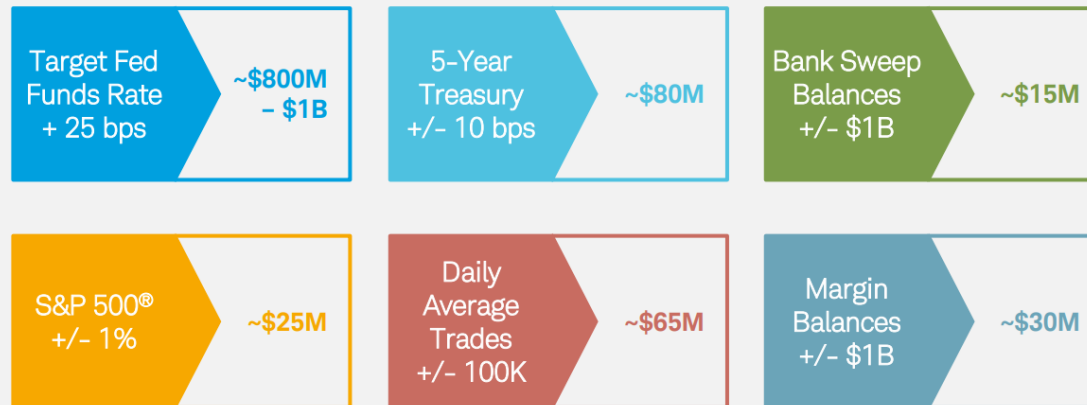 Target Fed
Funds Rate
+ 25 bps
~$800M
– $1B
5-Year
Treasury
+/- 10 bps
~$80M
Bank Sweep
Balances
+/- $1B
~$15M
S&P 500®
+/- 1%
~$25M
Daily
Average
Trades
+/- 100K
~$65M
Margin
Balances
+/- $1B
~$30M